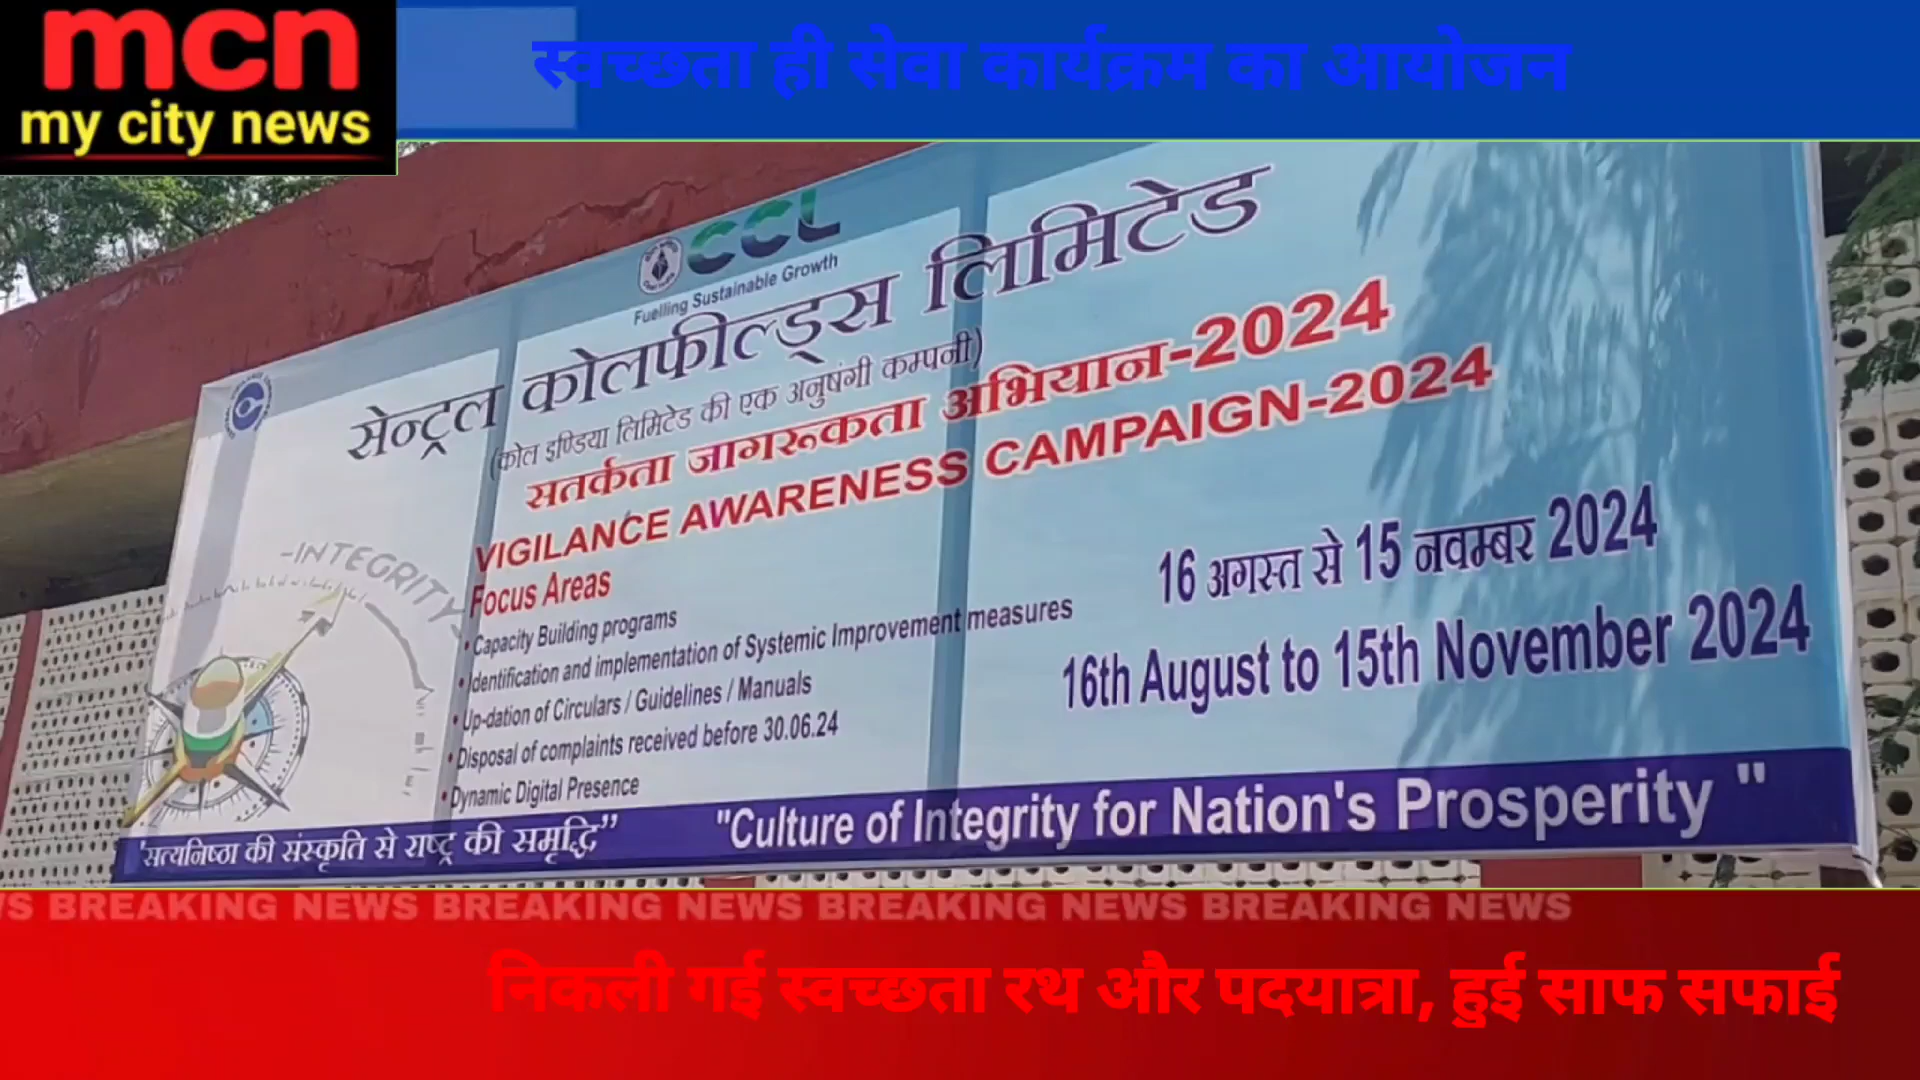 mcn
my city news
स्वच्छता ही सेवा कार्यक्रम का आयोजन
CCL
Fuelling Sustainable Growth
सेन्ट्रल कोलफील्ड्स लिमिटेड
(कोल इण्डिया लिमिटेड की एक अनुषंगी कम्पनी)
सतर्कता जागरूकता अभियान-2024
VIGILANCE AWARENESS CAMPAIGN-2024
-INTEGRITY-
Focus Areas
• Capacity Building programs
• Identification and implementation of Systemic Improvement measures
• Up-dation of Circulars / Guidelines / Manuals
• Disposal of complaints received before 30.06.24
• Dynamic Digital Presence
16 अगस्त से 15 नवम्बर 2024
16th August to 15th November 2024
'सत्यनिष्ठा की संस्कृति से राष्ट्र की समृद्धि" "Culture of Integrity for Nation's Prosperity "
WS BREAKING NEWS BREAKING NEWS BREAKING NEWS BREAKING NEWS
निकली गई स्वच्छता रथ और पदयात्रा, हुई साफ सफाई